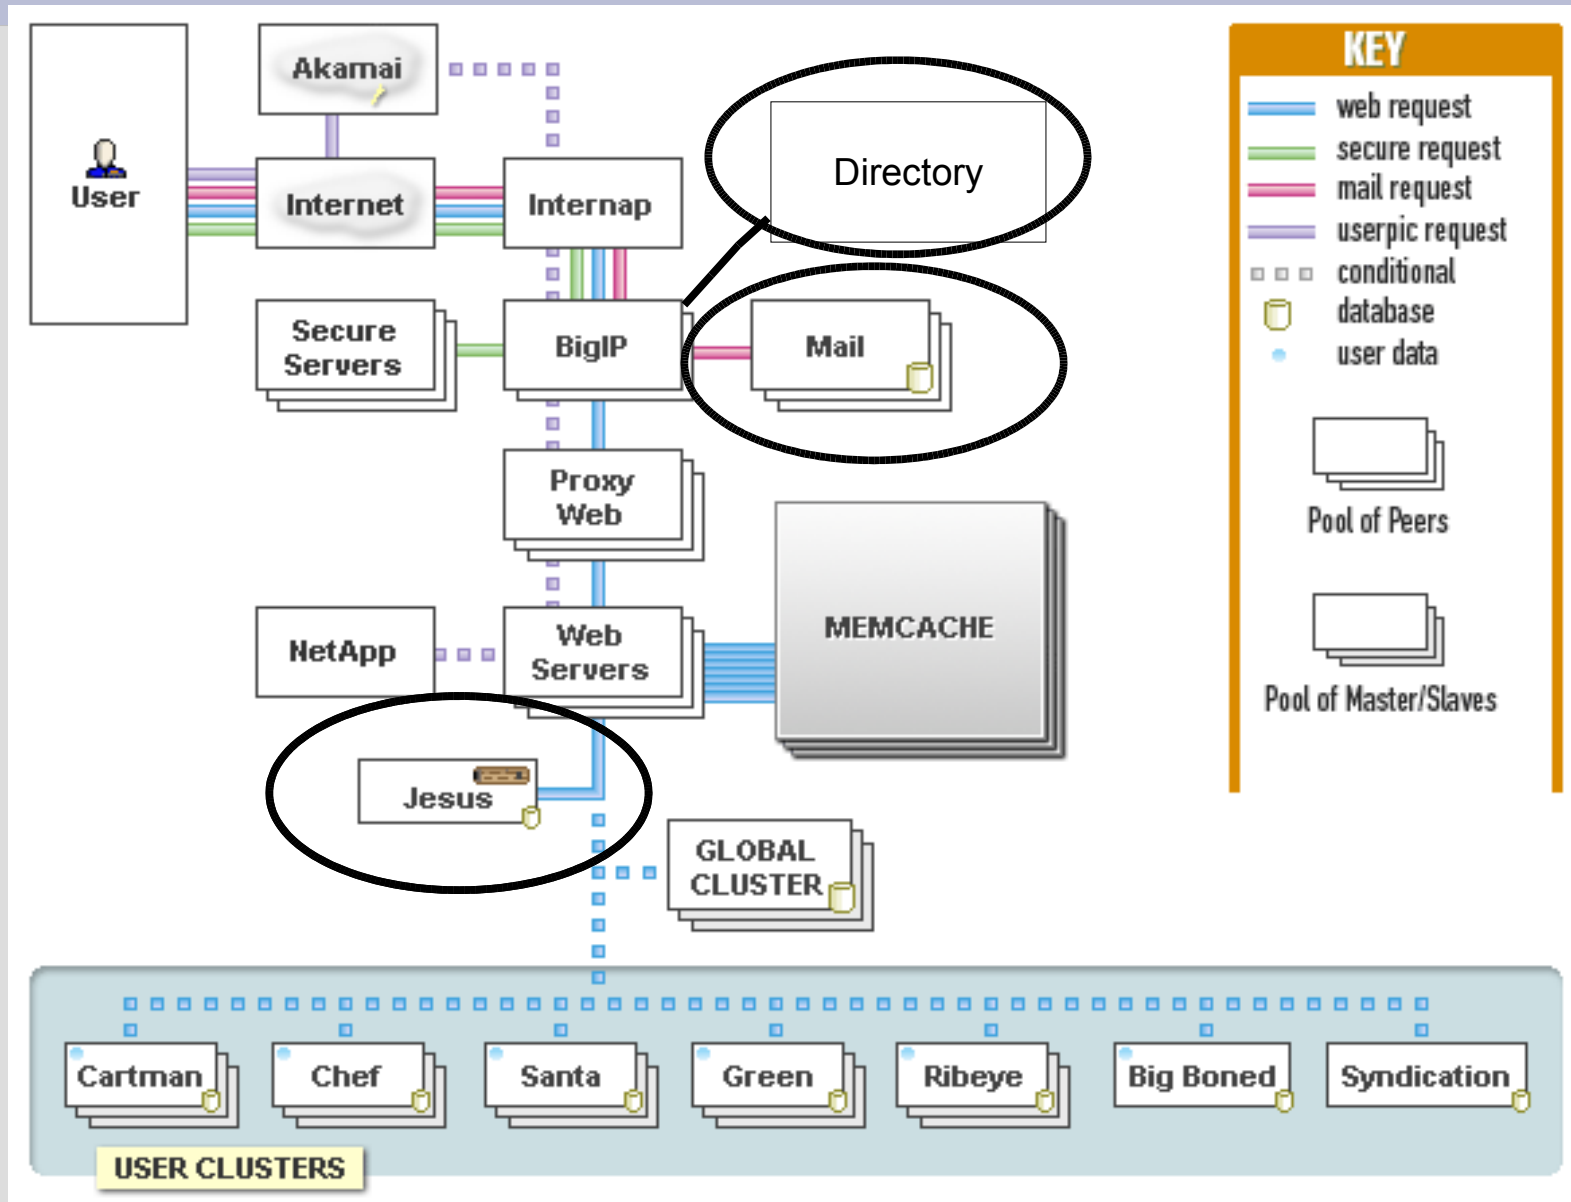 Akamai
User
Internet
Internap
Directory
Secure
Servers
BigIP
Mail
Proxy
Web
NetApp
Web
Servers
MEMCACHE
Jesus
GLOBAL
CLUSTER
Cartman
Chef
Santa
Green
Ribeye
Big Boned
Syndication
USER CLUSTERS
KEY
web request
secure request
mail request
userpic request
conditional
database
user data
Pool of Peers
Pool of Master/Slaves